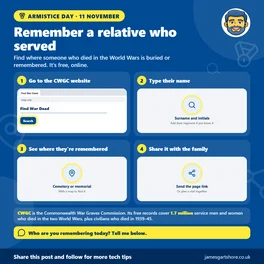 ARMISTICE DAY · 11 NOVEMBER
Remember a relative who
served
Find where someone who died in the World Wars is buried or
remembered. It's free, online.
1 Go to the CWGC website
Find War Dead
Search
2 Type their name
Surname and initials
3 See where they're remembered
Cemetery or memorial
4 Share it with the family
Send the page link
CWGC is the Commonwealth War Graves Commission. Its free records cover 1.7 million service men and women
who died in the two World Wars, plus civilians who died in 1939-45.
Who are you remembering today? Tell me below.
Share this post and follow for more tech tips
jamesgartshore.co.uk